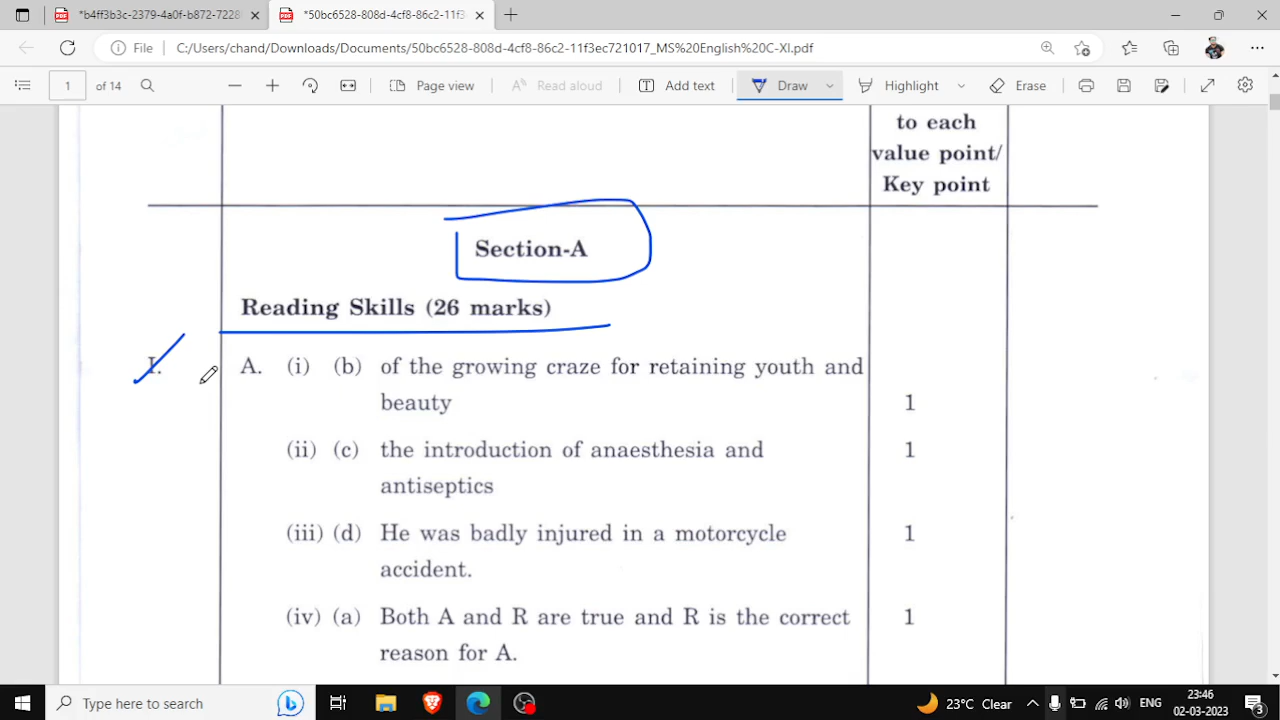 *b4ff3b3c-2379-4a0f-b872-7228
*50bc6528-808d-4cf8-86c2-11f3
File
C:/Users/chand/Downloads/Documents/50bc6528-808d-4cf8-86c2-11f3ec721017_MS%20English%20C-XI.pdf
1 of 14 Page view Read aloud Add text Draw Highlight Erase
to each
value point/
Key point
Section-A
Reading Skills (26 marks)
I. A. (i) (b) of the growing craze for retaining youth and
beauty 1
(ii) (c) the introduction of anaesthesia and 1
antiseptics
(iii) (d) He was badly injured in a motorcycle 1
accident.
(iv) (a) Both A and R are true and R is the correct 1
reason for A.
Type here to search 23°C Clear ENG 23:46
02-03-2023 3